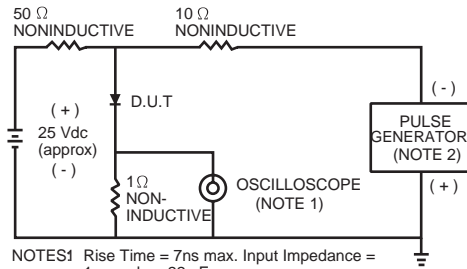 50 Ω
NONINDUCTIVE
10 Ω
NONINDUCTIVE
D.U.T
( + )
25 Vdc
(approx)
( - )
( - )
PULSE
GENERATOR
(NOTE 2)
( + )
1Ω
NON-
INDUCTIVE
OSCILLOSCOPE
(NOTE 1)
NOTES1 Rise Time = 7ns max. Input Impedance =